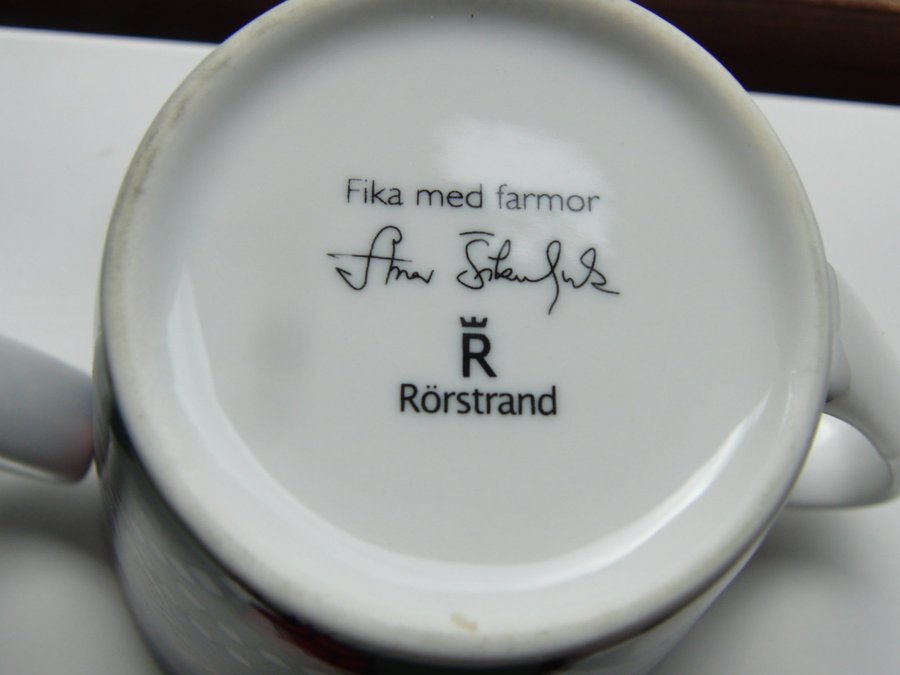 Fika med farmor
R
Rörstrand